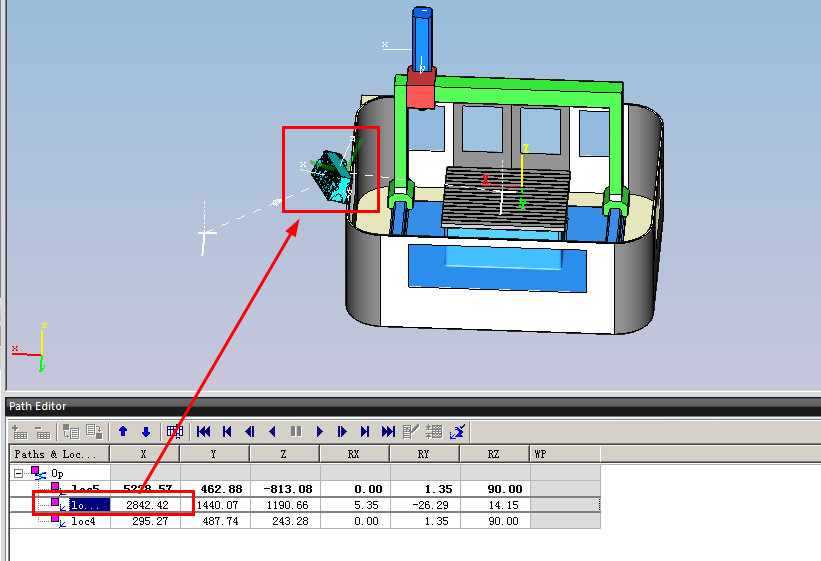 x
x
z
x
z
x
Path Editor
Paths & Loc... X Y Z RX RY RZ WP
Op
loc5 5228.57 462.88 -813.08 0.00 1.35 90.00
lo... 2842.42 1440.07 1190.66 5.35 -26.29 14.15
loc4 295.27 487.74 243.28 0.00 1.35 90.00